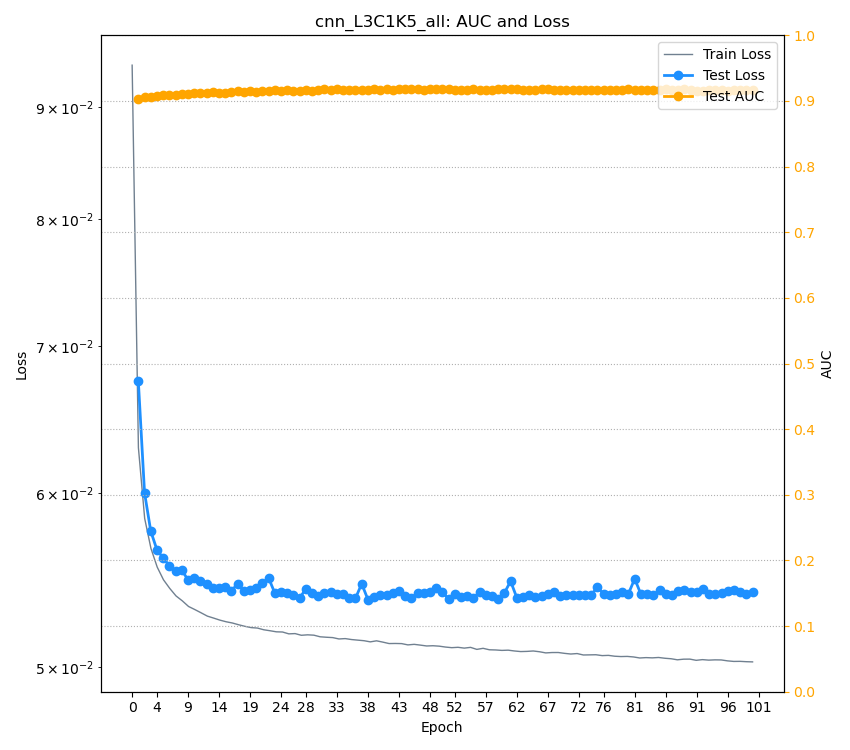 cnn_L3C1K5_all: AUC and Loss
Train Loss
Test Loss
Test AUC
9 × 10⁻²
8 × 10⁻²
7 × 10⁻²
6 × 10⁻²
5 × 10⁻²
Loss
1.0
0.9
0.8
0.7
0.6
0.5
0.4
0.3
0.2
0.1
0.0
AUC
0 4 9 14 19 24 28 33 38 43 48 52 57 62 67 72 76 81 86 91 96 101
Epoch